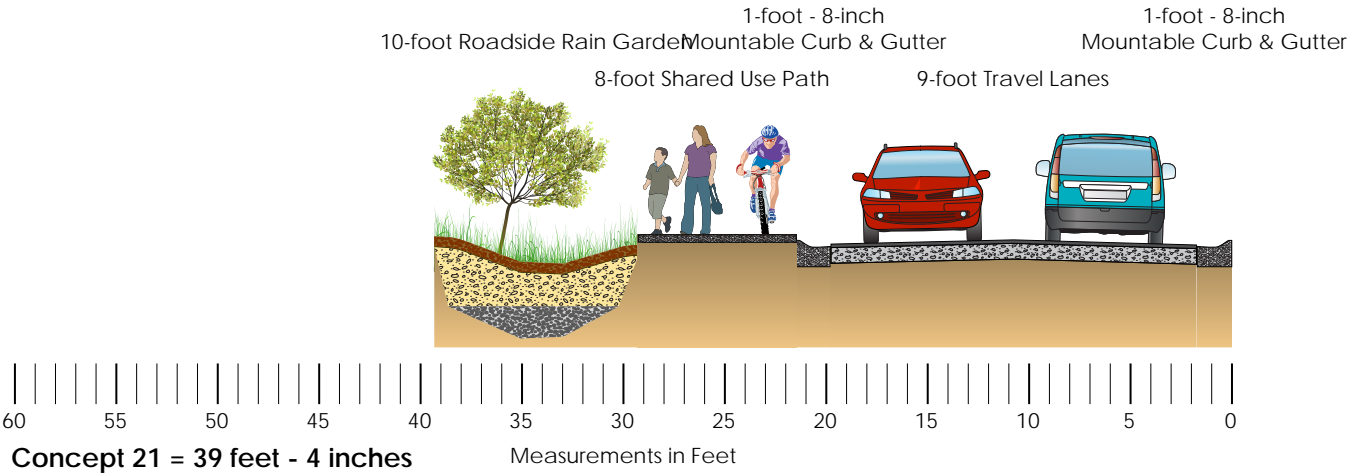 1-foot - 8-inch
Mountable Curb & Gutter
1-foot - 8-inch
Mountable Curb & Gutter
10-foot Roadside Rain Garden
8-foot Shared Use Path
9-foot Travel Lanes
60 55 50 45 40 35 30 25 20 15 10 5 0
Concept 21 = 39 feet - 4 inches
Measurements in Feet